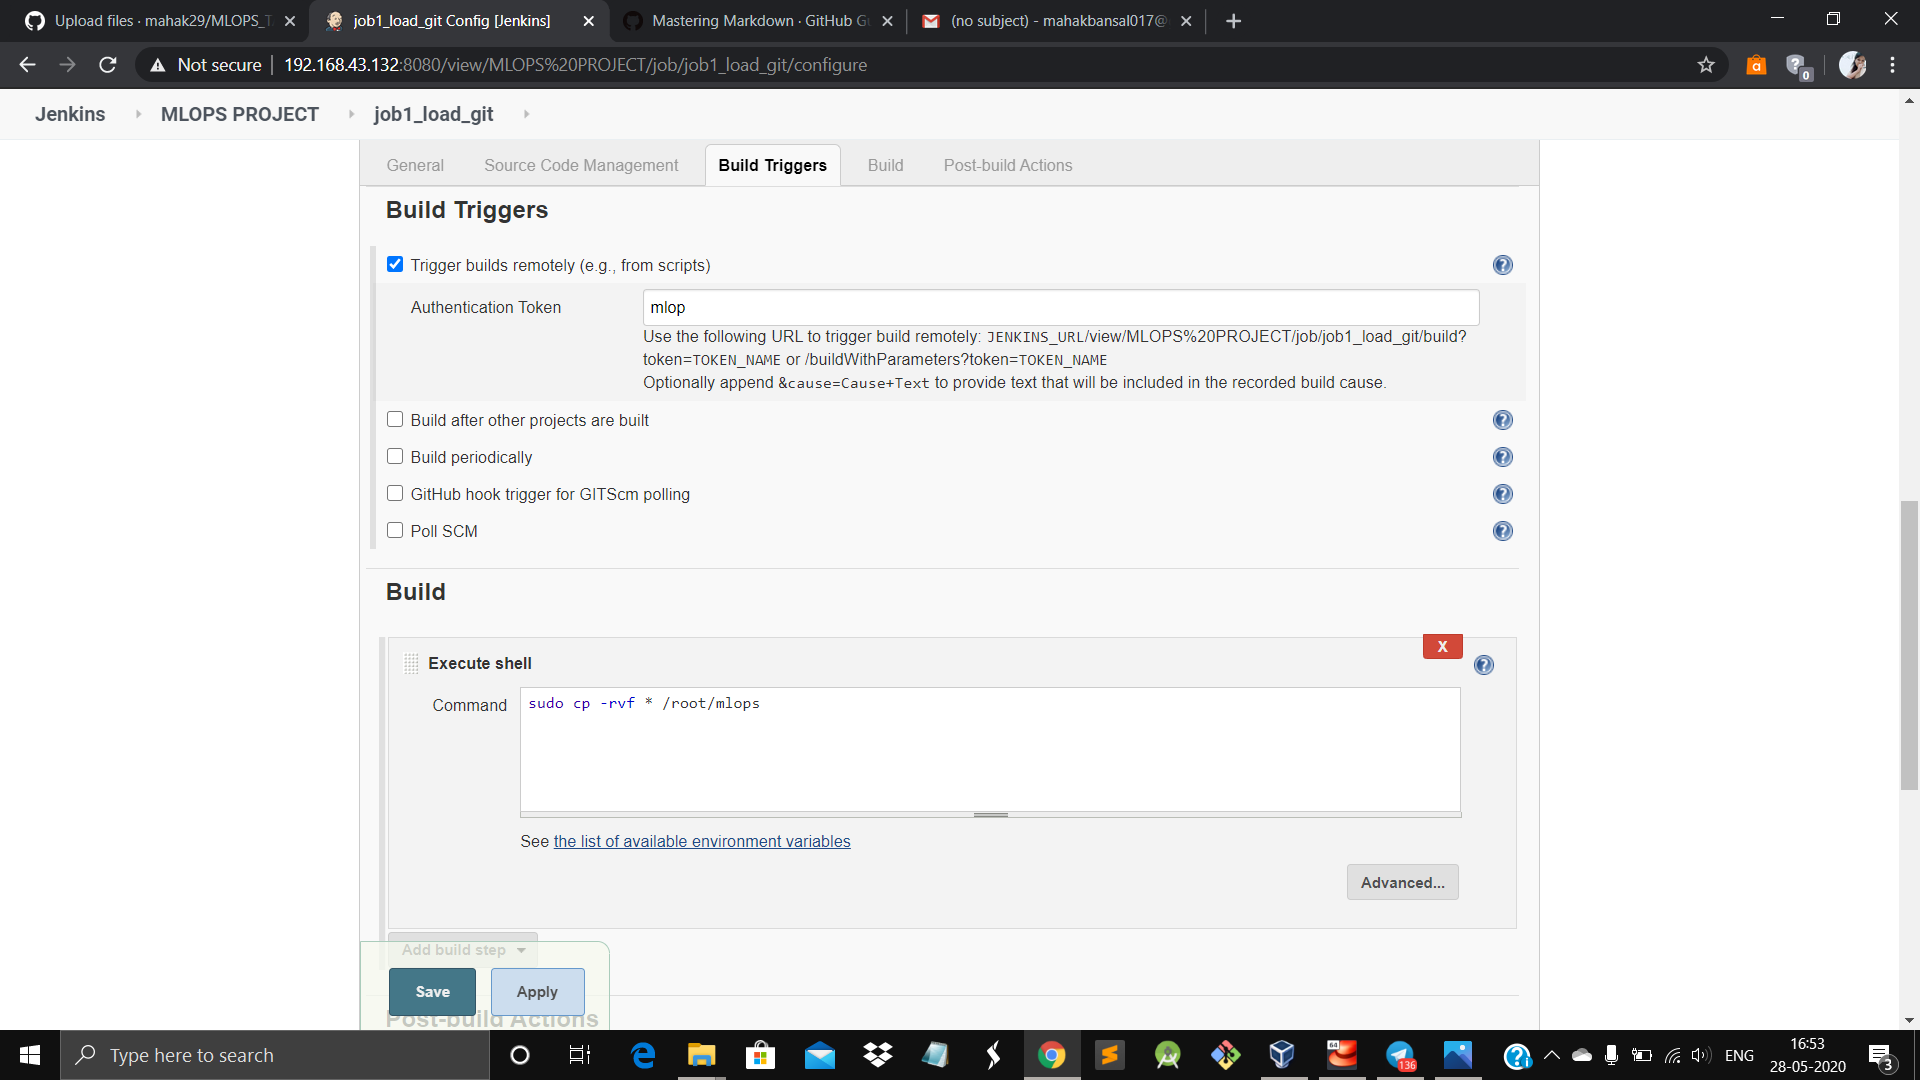 Upload files · mahak29/MLOPS_T
job1_load_git Config [Jenkins]
Mastering Markdown · GitHub Gu
(no subject) - mahakbansal017@
Not secure
192.168.43.132:8080/view/MLOPS%20PROJECT/job/job1_load_git/configure
0
Jenkins
MLOPS PROJECT
job1_load_git
General
Source Code Management
Build Triggers
Build
Post-build Actions
Build Triggers
Trigger builds remotely (e.g., from scripts)
Authentication Token
mlop
Use the following URL to trigger build remotely: JENKINS_URL/view/MLOPS%20PROJECT/job/job1_load_git/build?
token=TOKEN_NAME or /buildWithParameters?token=TOKEN_NAME
Optionally append &cause=Cause+Text to provide text that will be included in the recorded build cause.
Build after other projects are built
Build periodically
GitHub hook trigger for GITScm polling
Poll SCM
Build
X
Execute shell
Command
sudo cp -rvf * /root/mlops
See the list of available environment variables
Advanced...
Add build step
Save
Apply
Post-build Actions
Type here to search
64
136
ENG
16:53
28-05-2020
3